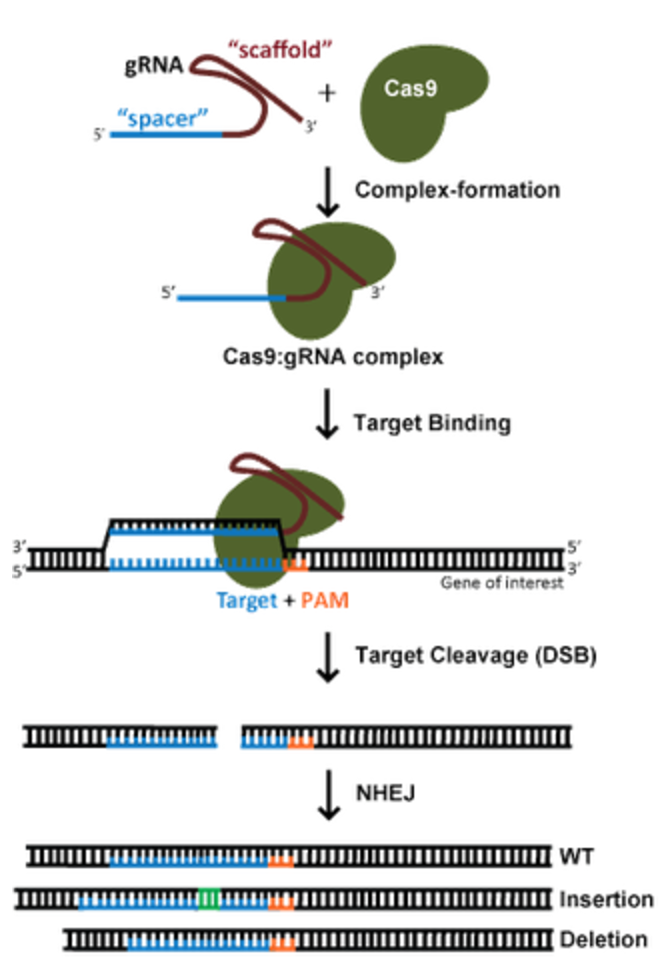 “scaffold”
gRNA
+
Cas9
“spacer”
5′
3′
Complex-formation
5′
3′
Cas9:gRNA complex
Target Binding
3′
5′
5′
3′
Gene of interest
Target + PAM
Target Cleavage (DSB)
NHEJ
WT
Insertion
Deletion